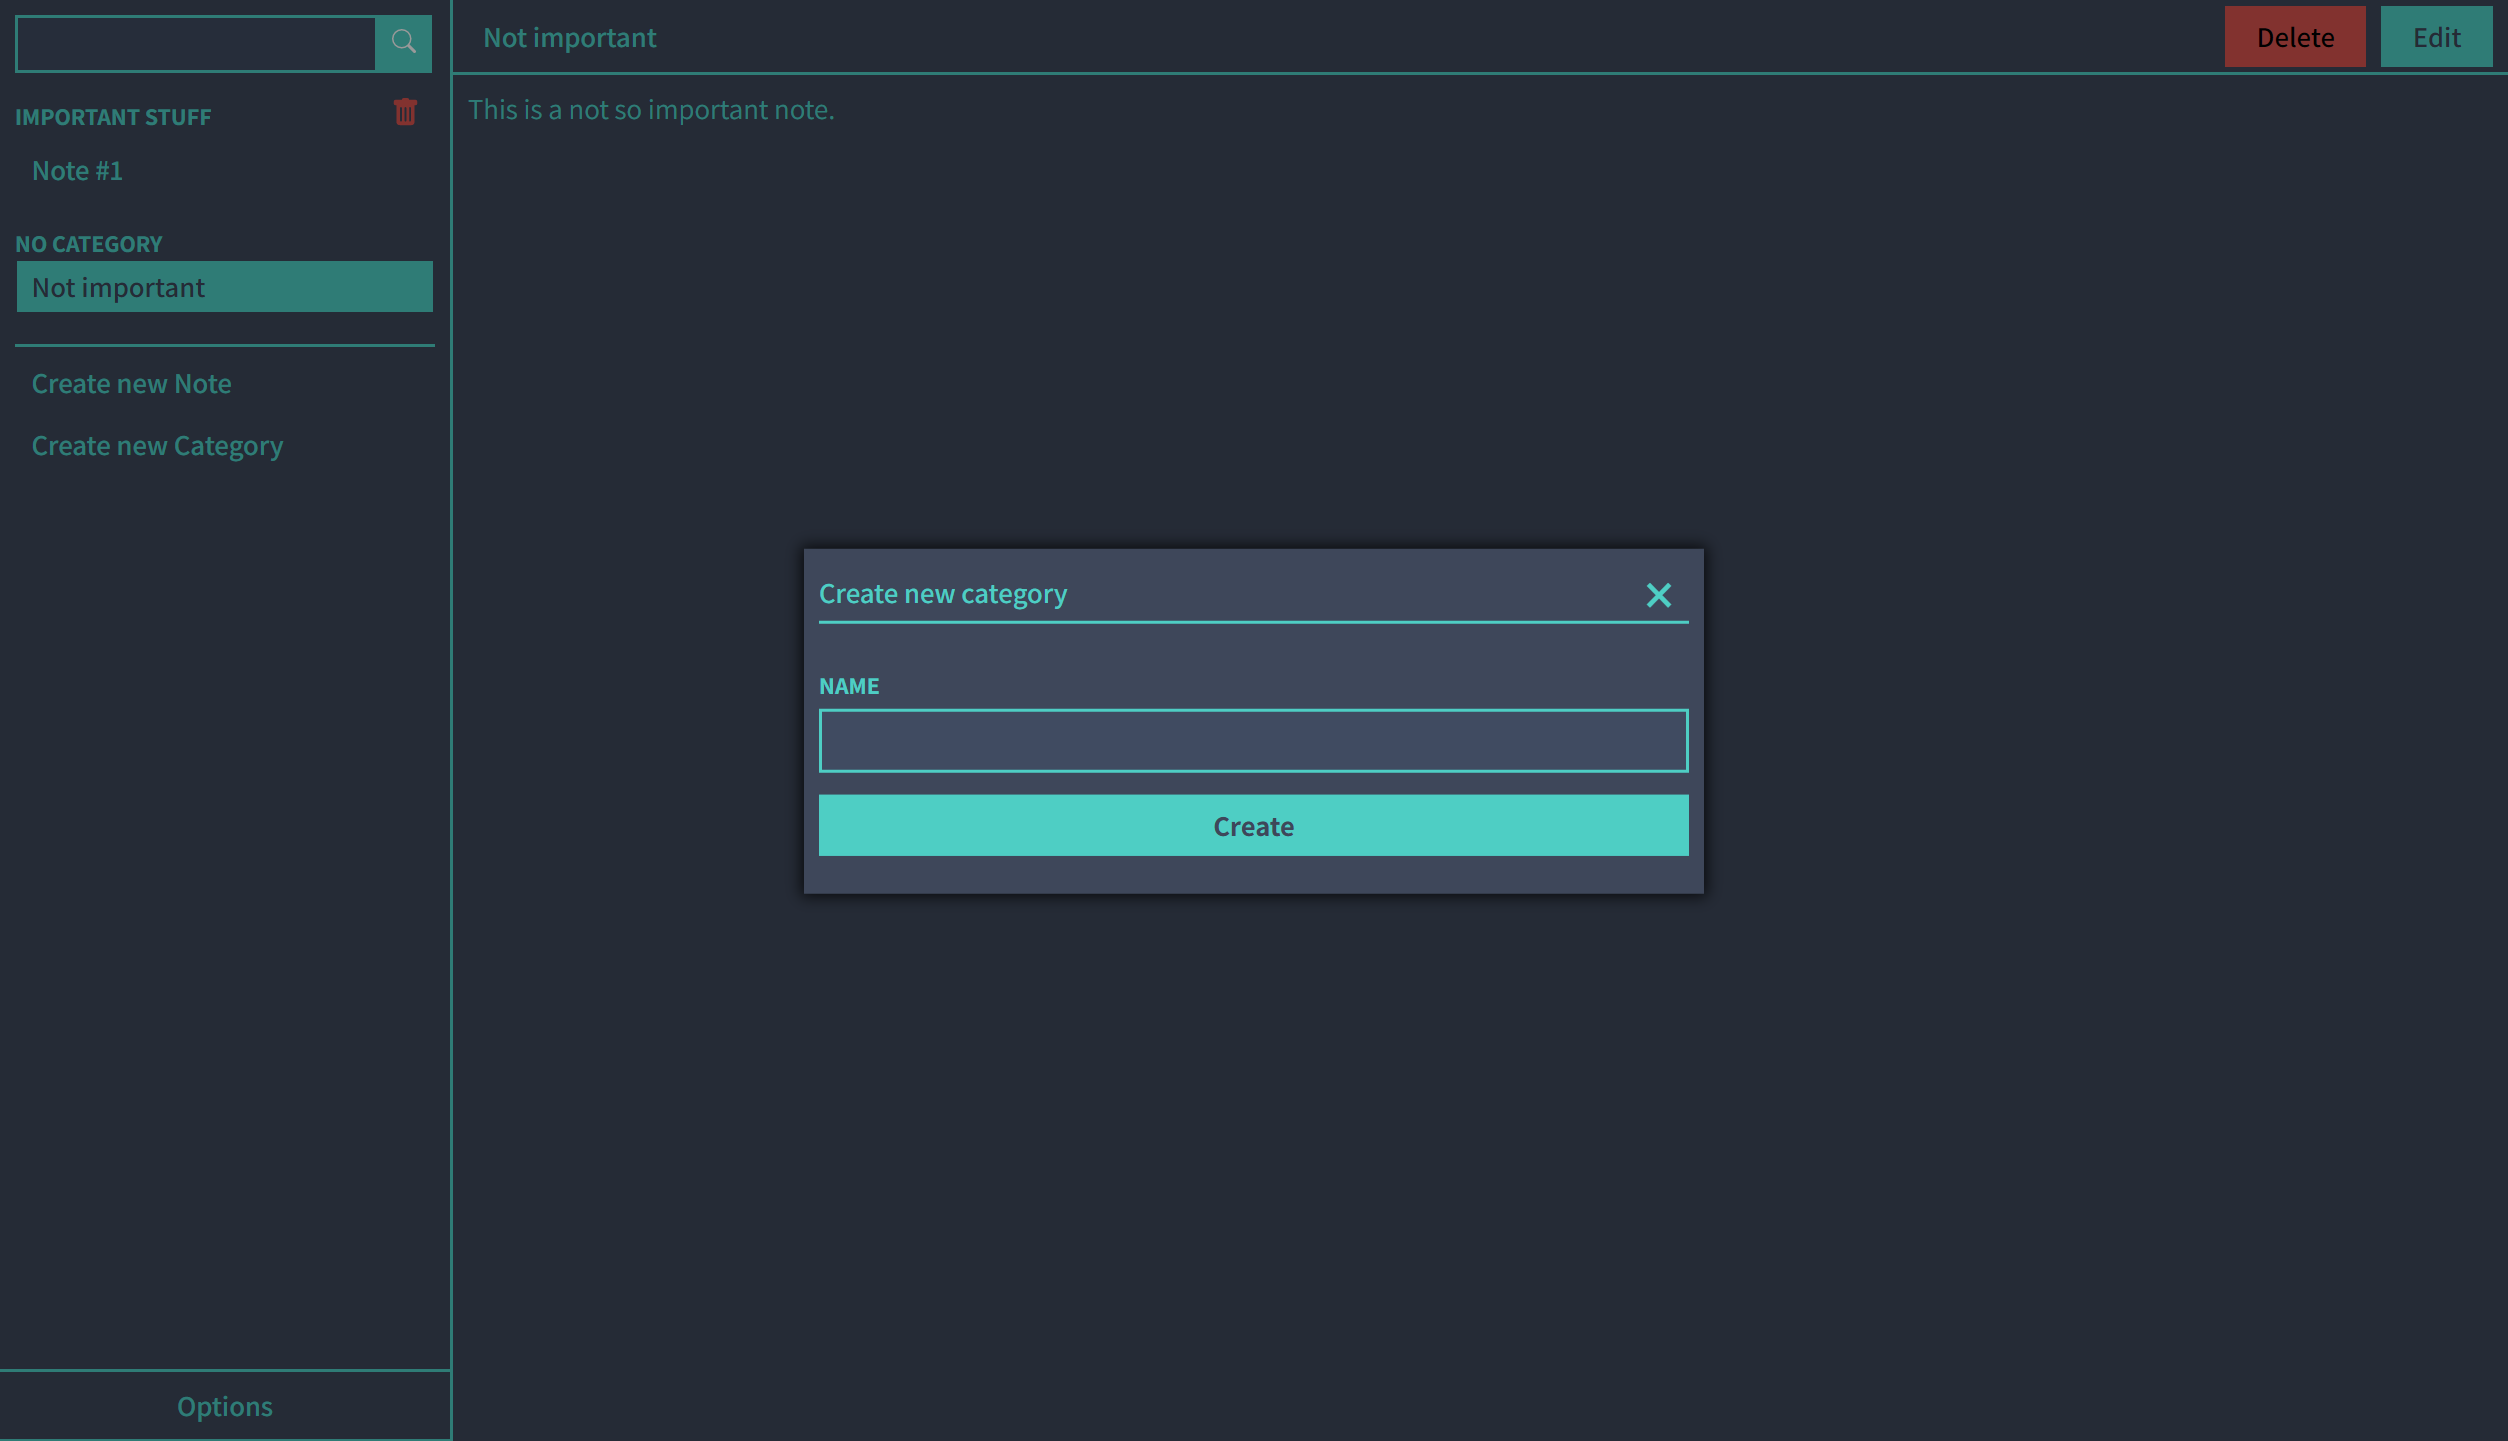 IMPORTANT STUFF
Note #1
NO CATEGORY
Not important
Create new Note
Create new Category
Options
Not important
Delete
Edit
This is a not so important note.
Create new category
NAME
Create